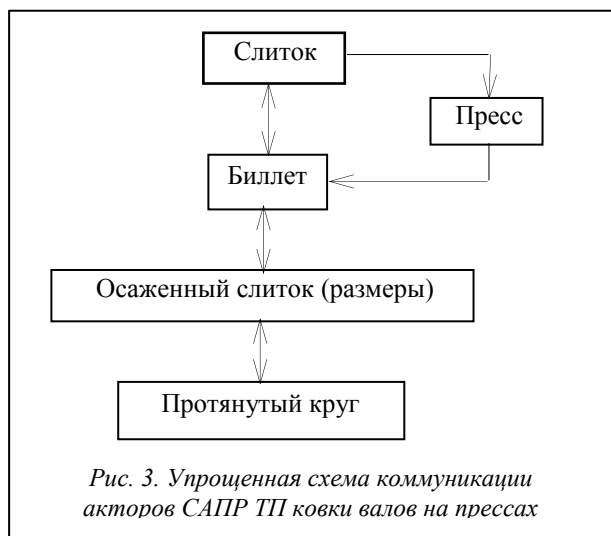 Слиток
Пресс
Биллет
Осаженный слиток (размеры)
Протянутый круг
Рис. 3. Упрощенная схема коммуникации
акторов САПР ТП ковки валов на прессах